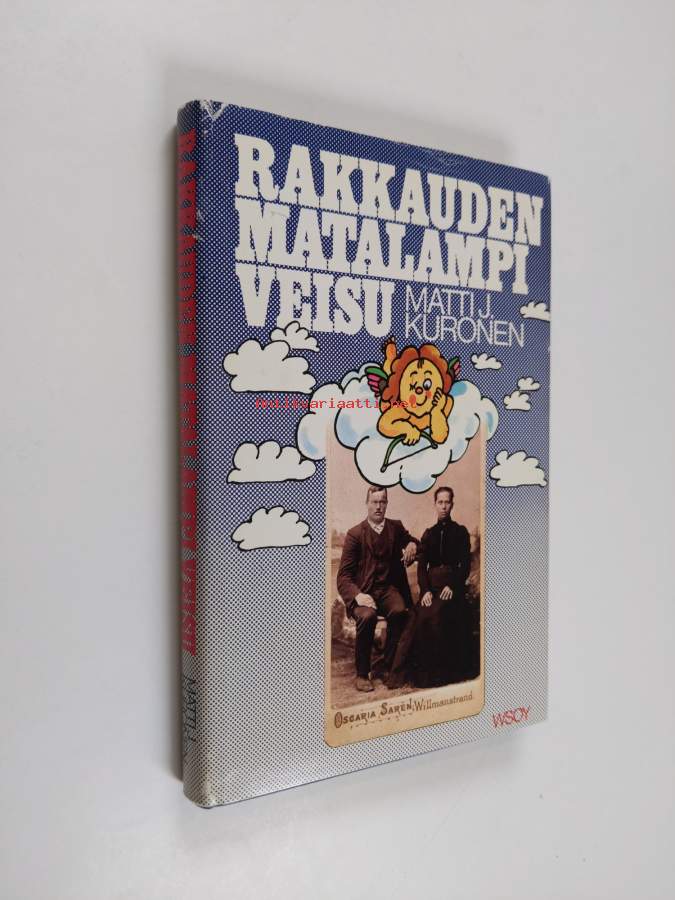 RAKKAUDEN
MATALAMPI
VEISU
MATTI J.
KURONEN
Antikvariaatti.net
OSCARIA SARÉN, Willmanstrand
WSOY
RAKKAUDEN MATALAMPI VEISU
MATTI J.